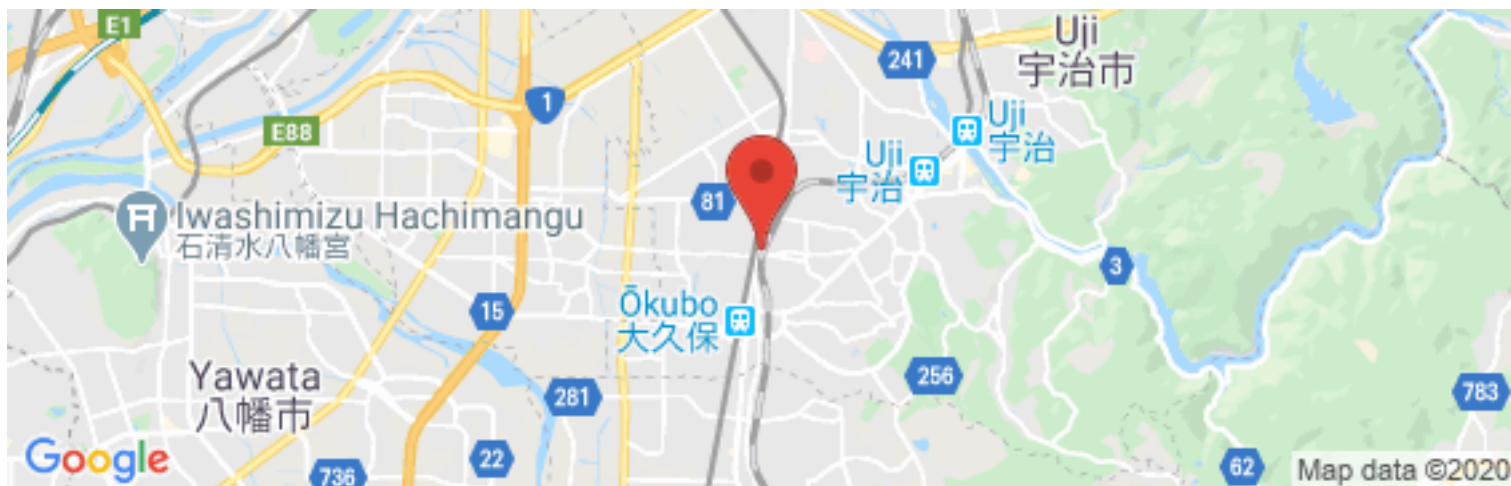 E1
241
Uji
宇治市
1
E88
Uji
宇治
Uji
宇治
81
Iwashimizu Hachimangu
石清水八幡宮
3
15
Ōkubo
大久保
256
Yawata
八幡市
281
783
Google
22
736
62
Map data ©2020